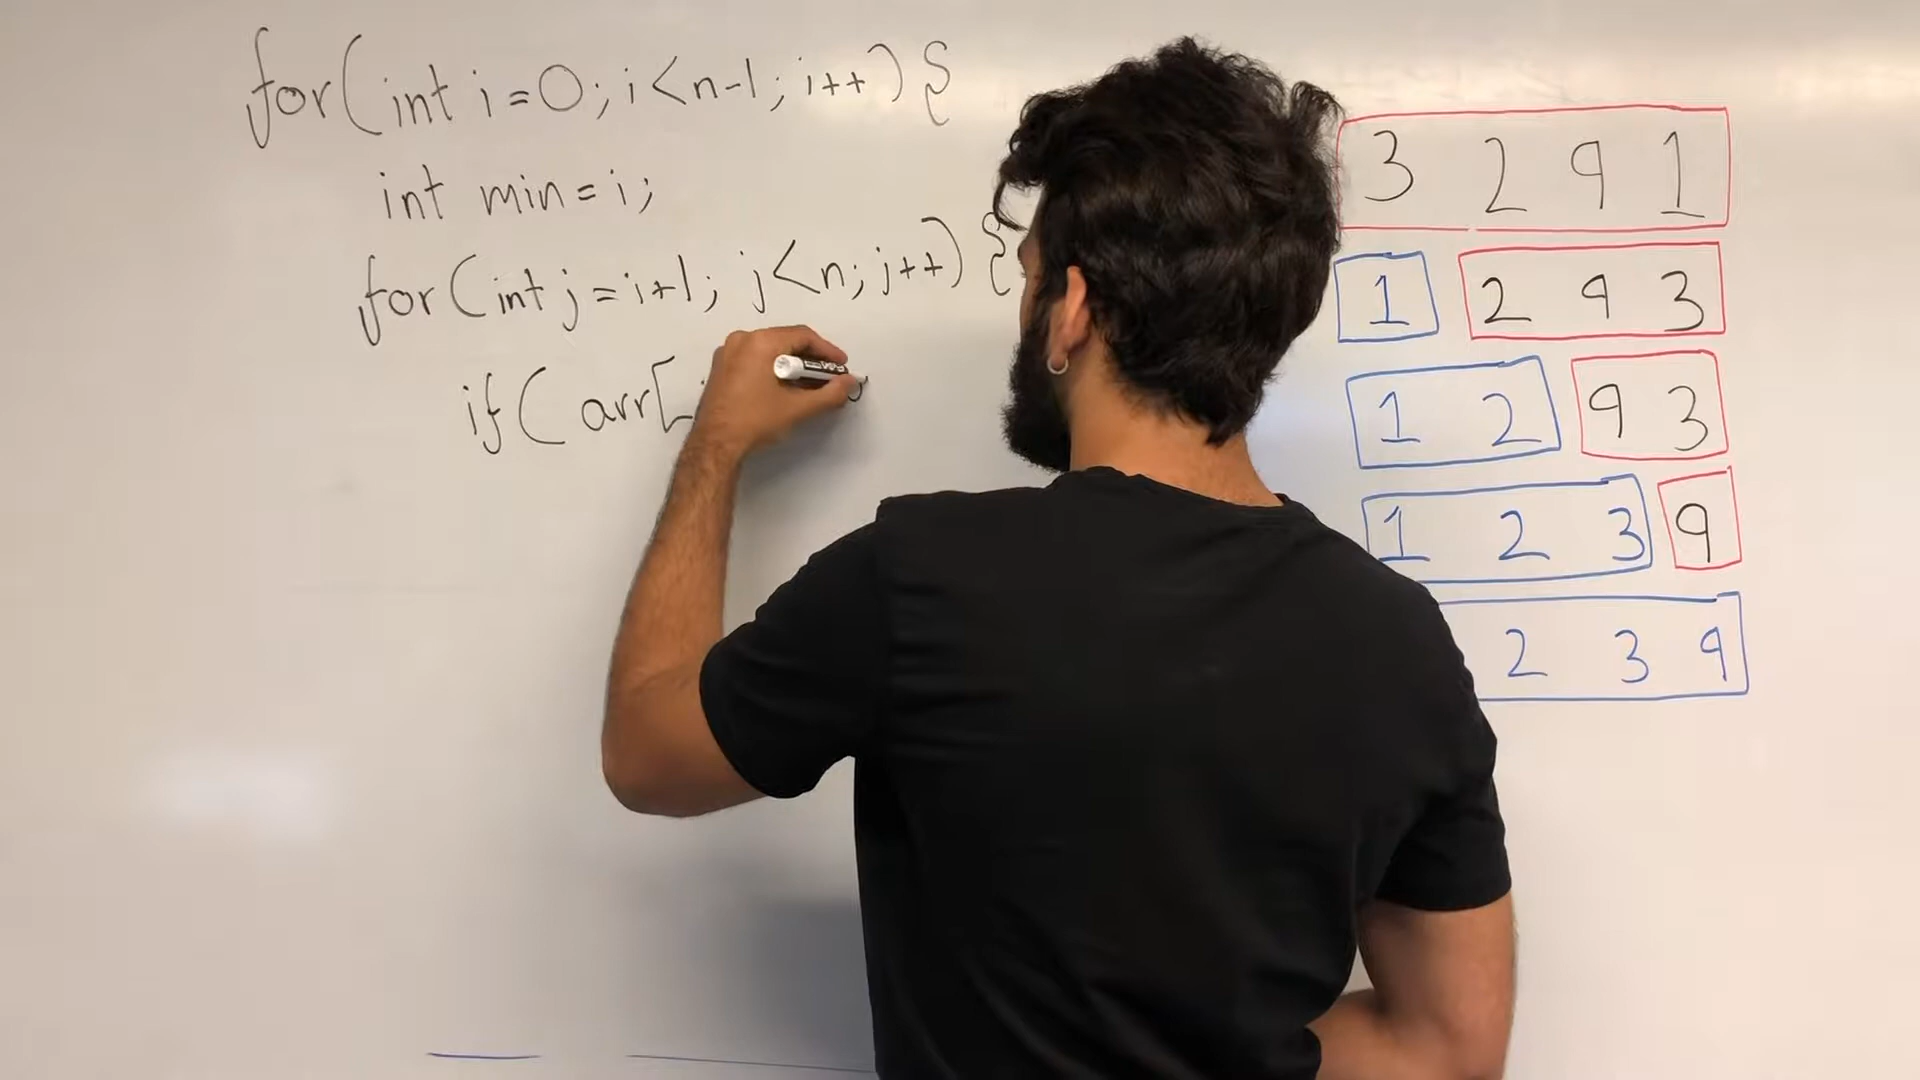 for(int i=0; i<n-1; i++){
int min=i;
for(int j=i+1; j<n; j++){
if(arr[
3 2 9 1
1 2 9 3
1 2 9 3
1 2 3 9
2 3 9